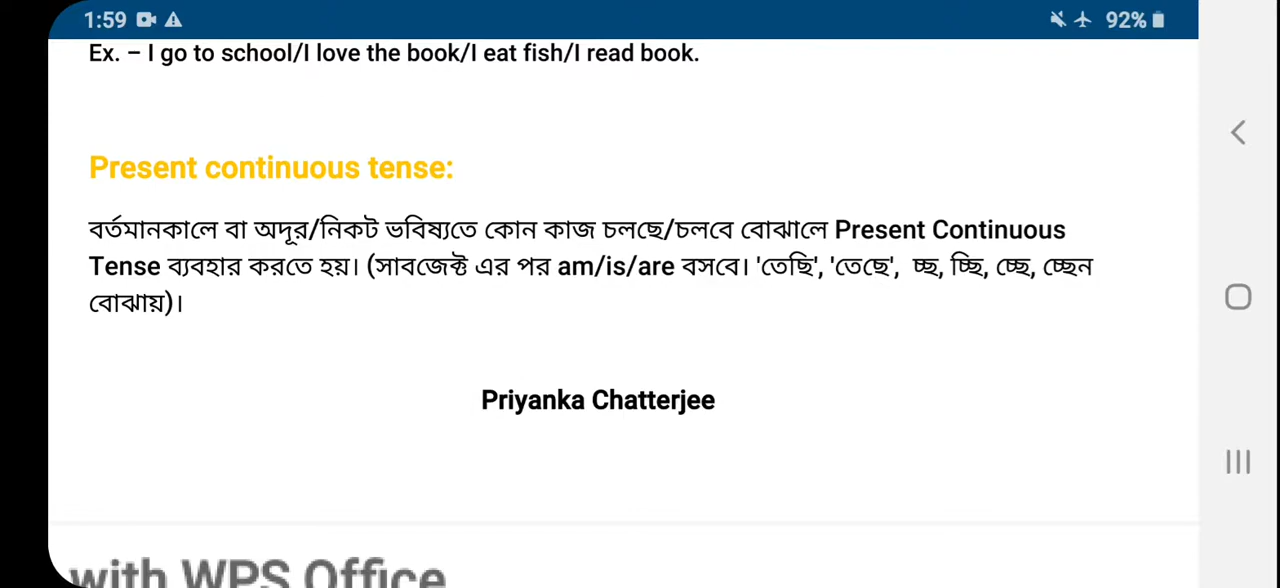 1:59 92%
Ex. – I go to school/I love the book/I eat fish/I read book.
Present continuous tense:
বর্তমানকালে বা অদূর/নিকট ভবিষ্যতে কোন কাজ চলছে/চলবে বোঝালে Present Continuous
Tense ব্যবহার করতে হয়। (সাবজেক্ট এর পর am/is/are বসবে। 'তেছি', 'তেছে', চ্ছ, চ্ছি, চ্ছে, চ্ছেন
বোঝায়)।
Priyanka Chatterjee
with WPS Office